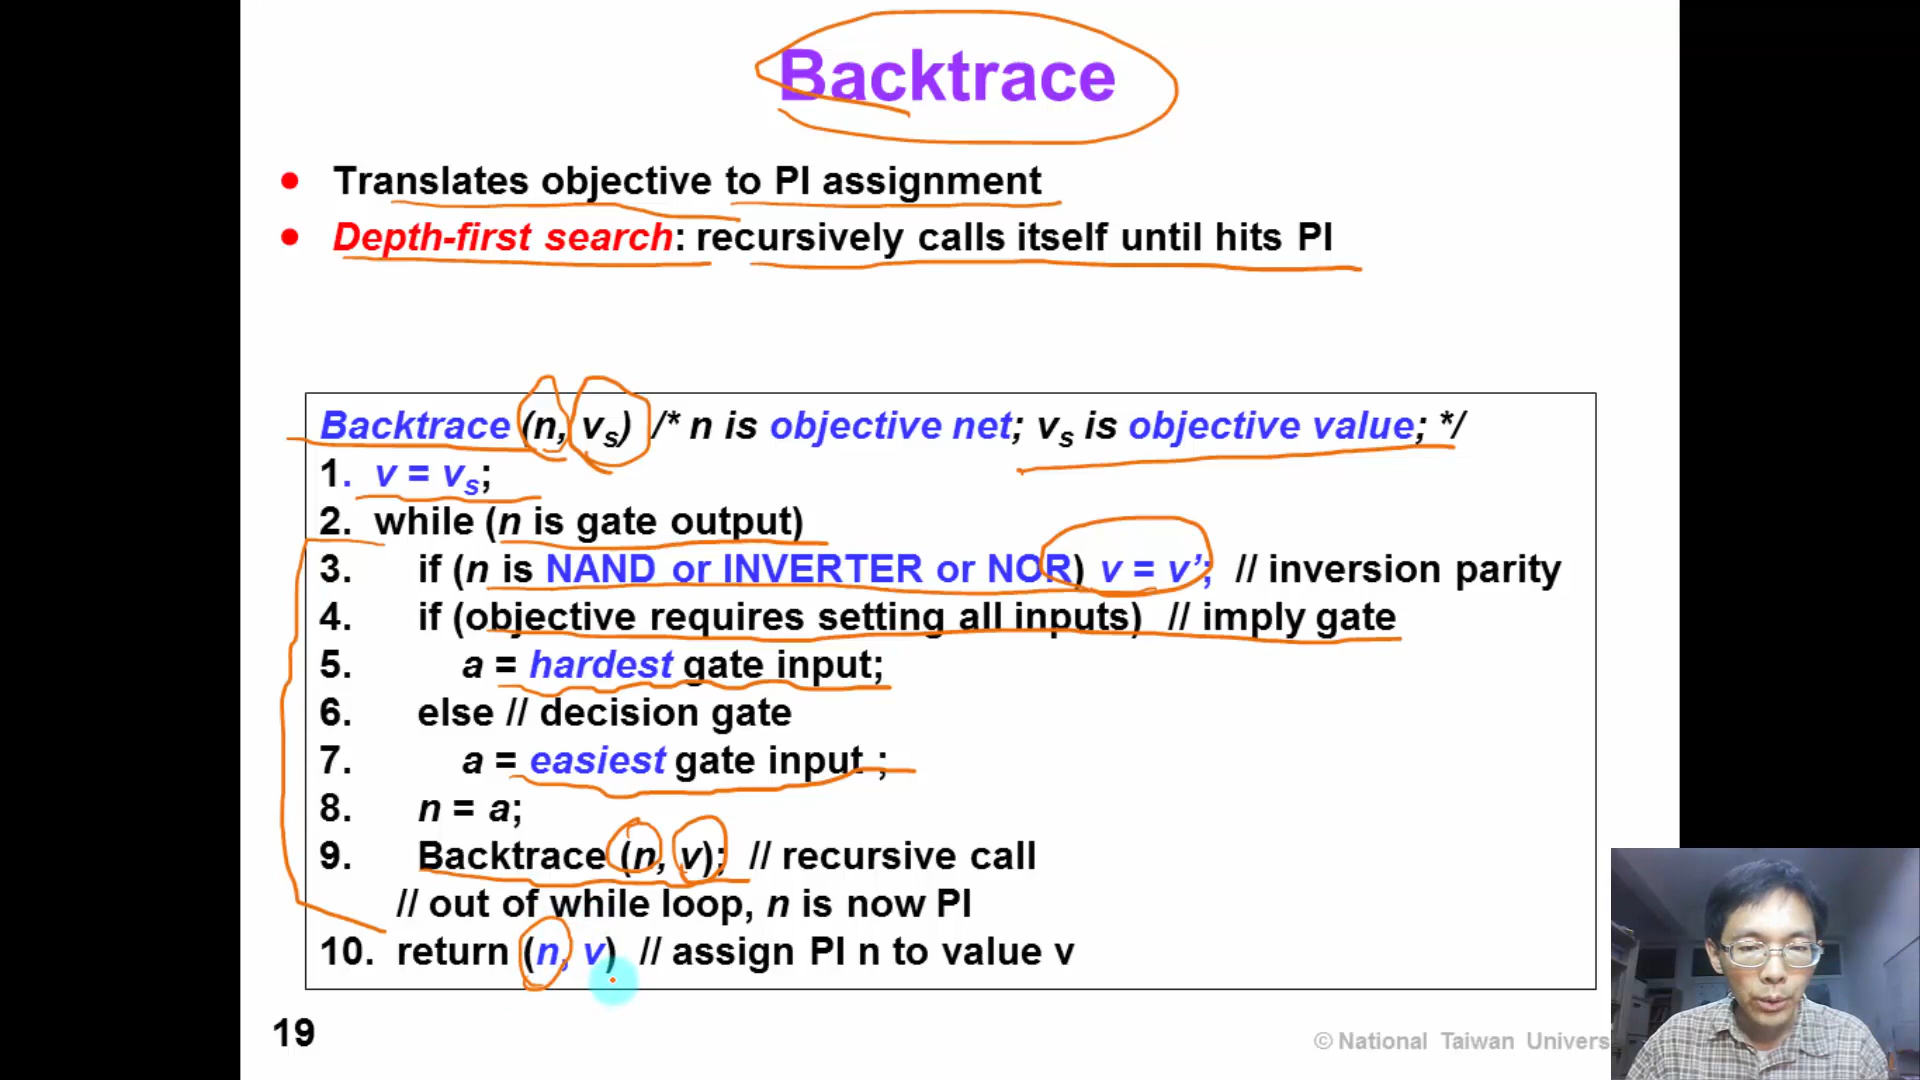 Backtrace
• Translates objective to PI assignment
• Depth-first search: recursively calls itself until hits PI
Backtrace (n, vs) /* n is objective net; vs is objective value; */
1. v = vs;
2. while (n is gate output)
3. if (n is NAND or INVERTER or NOR) v = v’; // inversion parity
4. if (objective requires setting all inputs) // imply gate
5. a = hardest gate input;
6. else // decision gate
7. a = easiest gate input ;
8. n = a;
9. Backtrace (n, v); // recursive call
// out of while loop, n is now PI
10. return (n, v) // assign PI n to value v
19
© National Taiwan Univers